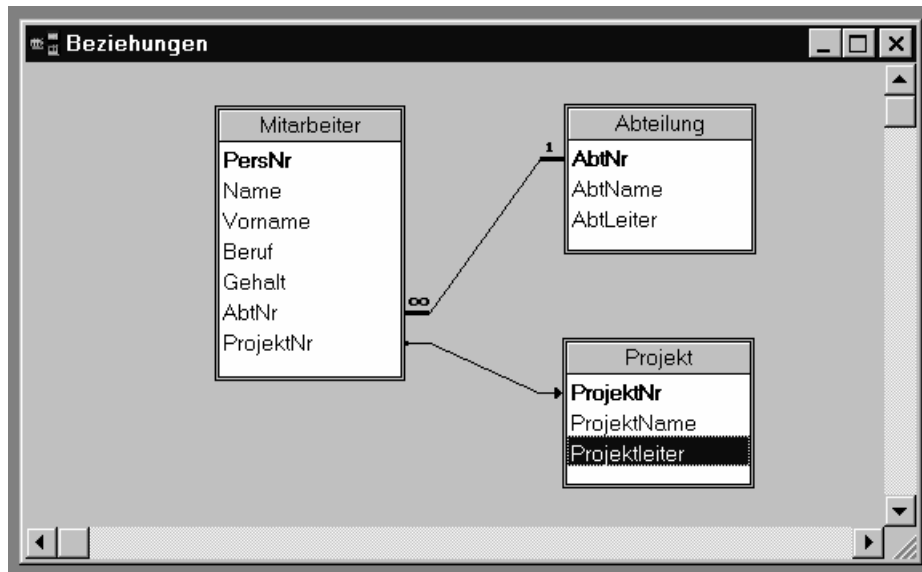 Beziehungen
Mitarbeiter
PersNr
Name
Vorname
Beruf
Gehalt
AbtNr
ProjektNr
∞
1
Abteilung
AbtNr
AbtName
AbtLeiter
Projekt
ProjektNr
ProjektName
Projektleiter